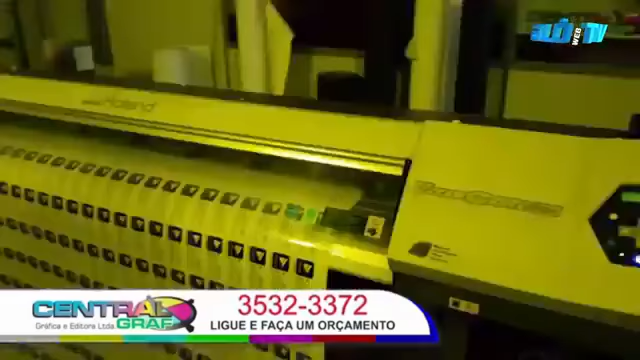 WEB TV
Roland
CENTRAL
GRAF
Gráfica e Editora Ltda
3532-3372
LIGUE E FAÇA UM ORÇAMENTO